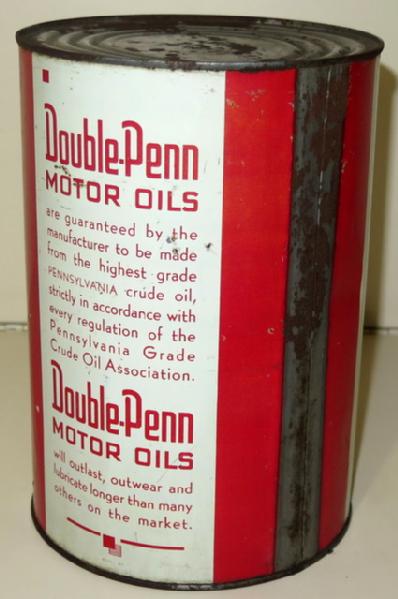 Double-Penn
MOTOR OILS
are guaranteed by the
manufacturer to be made
from the highest grade
PENNSYLVANIA crude oil,
strictly in accordance with
every regulation of the
Pennsylvania Grade
Crude Oil Association.
Double-Penn
MOTOR OILS
will outlast, outwear and
lubricate longer than many
others on the market.